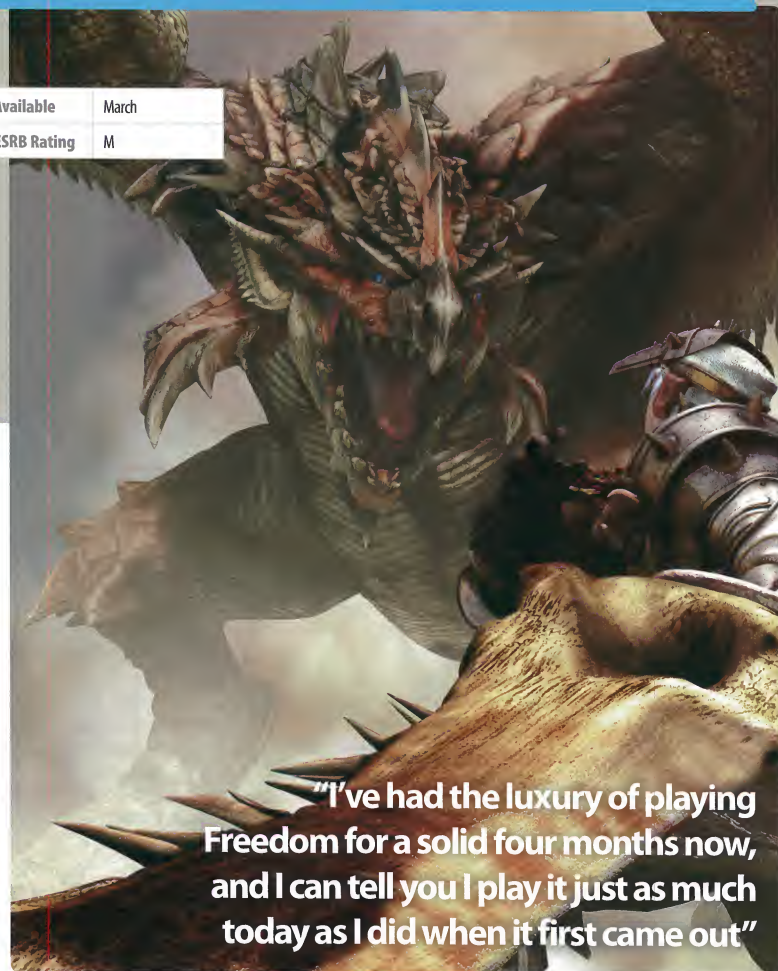 vailable March
SRB Rating M
"I've had the luxury of playing
Freedom for a solid four months now,
and I can tell you I play it just as much
today as I did when it first came out"